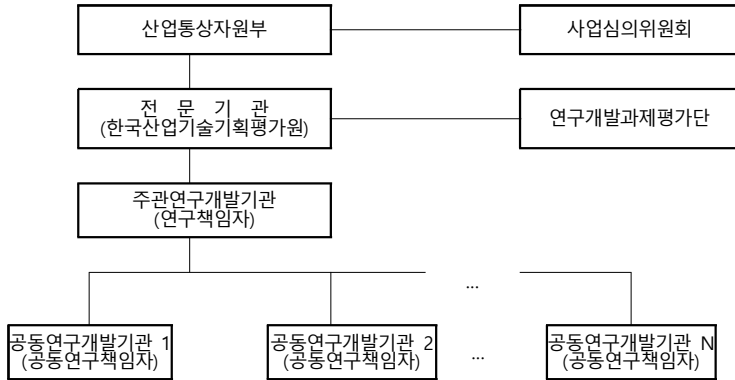 산업통상자원부
사업심의위원회
전 문 기 관
(한국산업기술기획평가원)
연구개발과제평가단
주관연구개발기관
(연구책임자)
...
공동연구개발기관 1
(공동연구책임자)
공동연구개발기관 2
(공동연구책임자)
...
공동연구개발기관 N
(공동연구책임자)